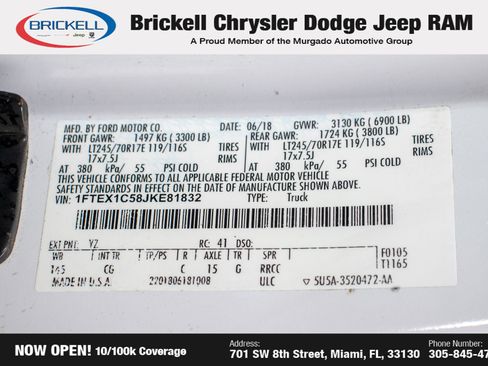 BRICKELL
Brickell Chrysler Dodge Jeep RAM
A Proud Member of the Murgado Automotive Group
MFD. BY FORD MOTOR CO. 06/18 GVWR: 3130 KG ( 6900 LB)
FRONT GAWR: 1497 KG ( 3300 LB) REAR GAWR: 1724 KG ( 3800 LB)
WITH LT245/70R17E 119/116S TIRES WITH LT245/70R17E 119/116S TIRES
17x7.5J RIMS 17x7.5J RIMS
AT 380 kPa/ 55 PSI COLD AT 380 kPa/ 55 PSI COLD
THIS VEHICLE CONFORMS TO ALL APPLICABLE FEDERAL MOTOR VEHICLE
SAFETY STANDARDS IN EFFECT ON THE DATE OF MANUFACTURE SHOWN ABOVE.
VIN: 1FTEX1C58JKE81832 TYPE: Truck
EXT PNT: YZ RC: 41 DSO: F0105
WB INT TR TP/PS R AXLE TR SPR T1165
145 CG C 15 G RRCC
MADE IN U.S.A. 2201806181008 ULC 5U5A-3520472-AA
NOW OPEN! 10/100k Coverage
Address:
701 SW 8th Street, Miami, FL, 33130
Phone Number:
305-845-47